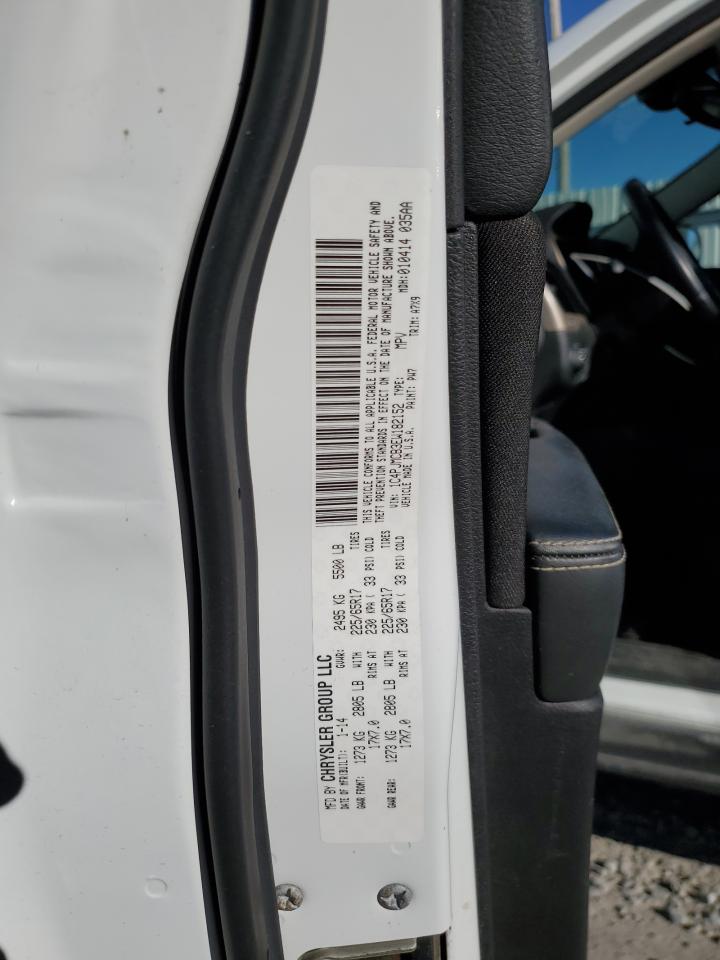 MFD BY CHRYSLER GROUP LLC
DATE OF MFR(BUILT): 1-14 GVWR: 2495 KG 5500 LB
GAWR FRONT: 1273 KG 2805 LB WITH 225/65R17 TIRES
17X7.0 RIMS AT 230 KPA ( 33 PSI) COLD
GAWR REAR: 1273 KG 2805 LB WITH 225/65R17 TIRES
17X7.0 RIMS AT 230 KPA ( 33 PSI) COLD
THIS VEHICLE CONFORMS TO ALL APPLICABLE U.S.A. FEDERAL MOTOR VEHICLE SAFETY AND
THEFT PREVENTION STANDARDS IN EFFECT ON THE DATE OF MANUFACTURE SHOWN ABOVE.
VIN: 1C4PJMCB3EW182152 TYPE: MPV MDH:010414 035AA
VEHICLE MADE IN U.S.A. PAINT: PW7 TRIM: A7X9